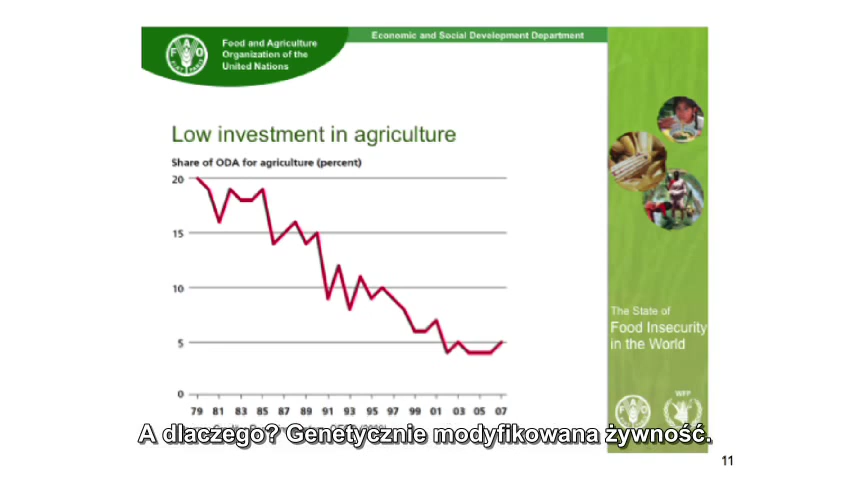 Economic and Social Development Department
Food and Agriculture
Organization of the
United Nations
Low investment in agriculture
Share of ODA for agriculture (percent)
20
15
10
5
0
79 81 83 85 87 89 91 93 95 97 99 01 03 05 07
The State of
Food Insecurity
in the World
WFP
A dlaczego? Genetycznie modyfikowana żywność.
11